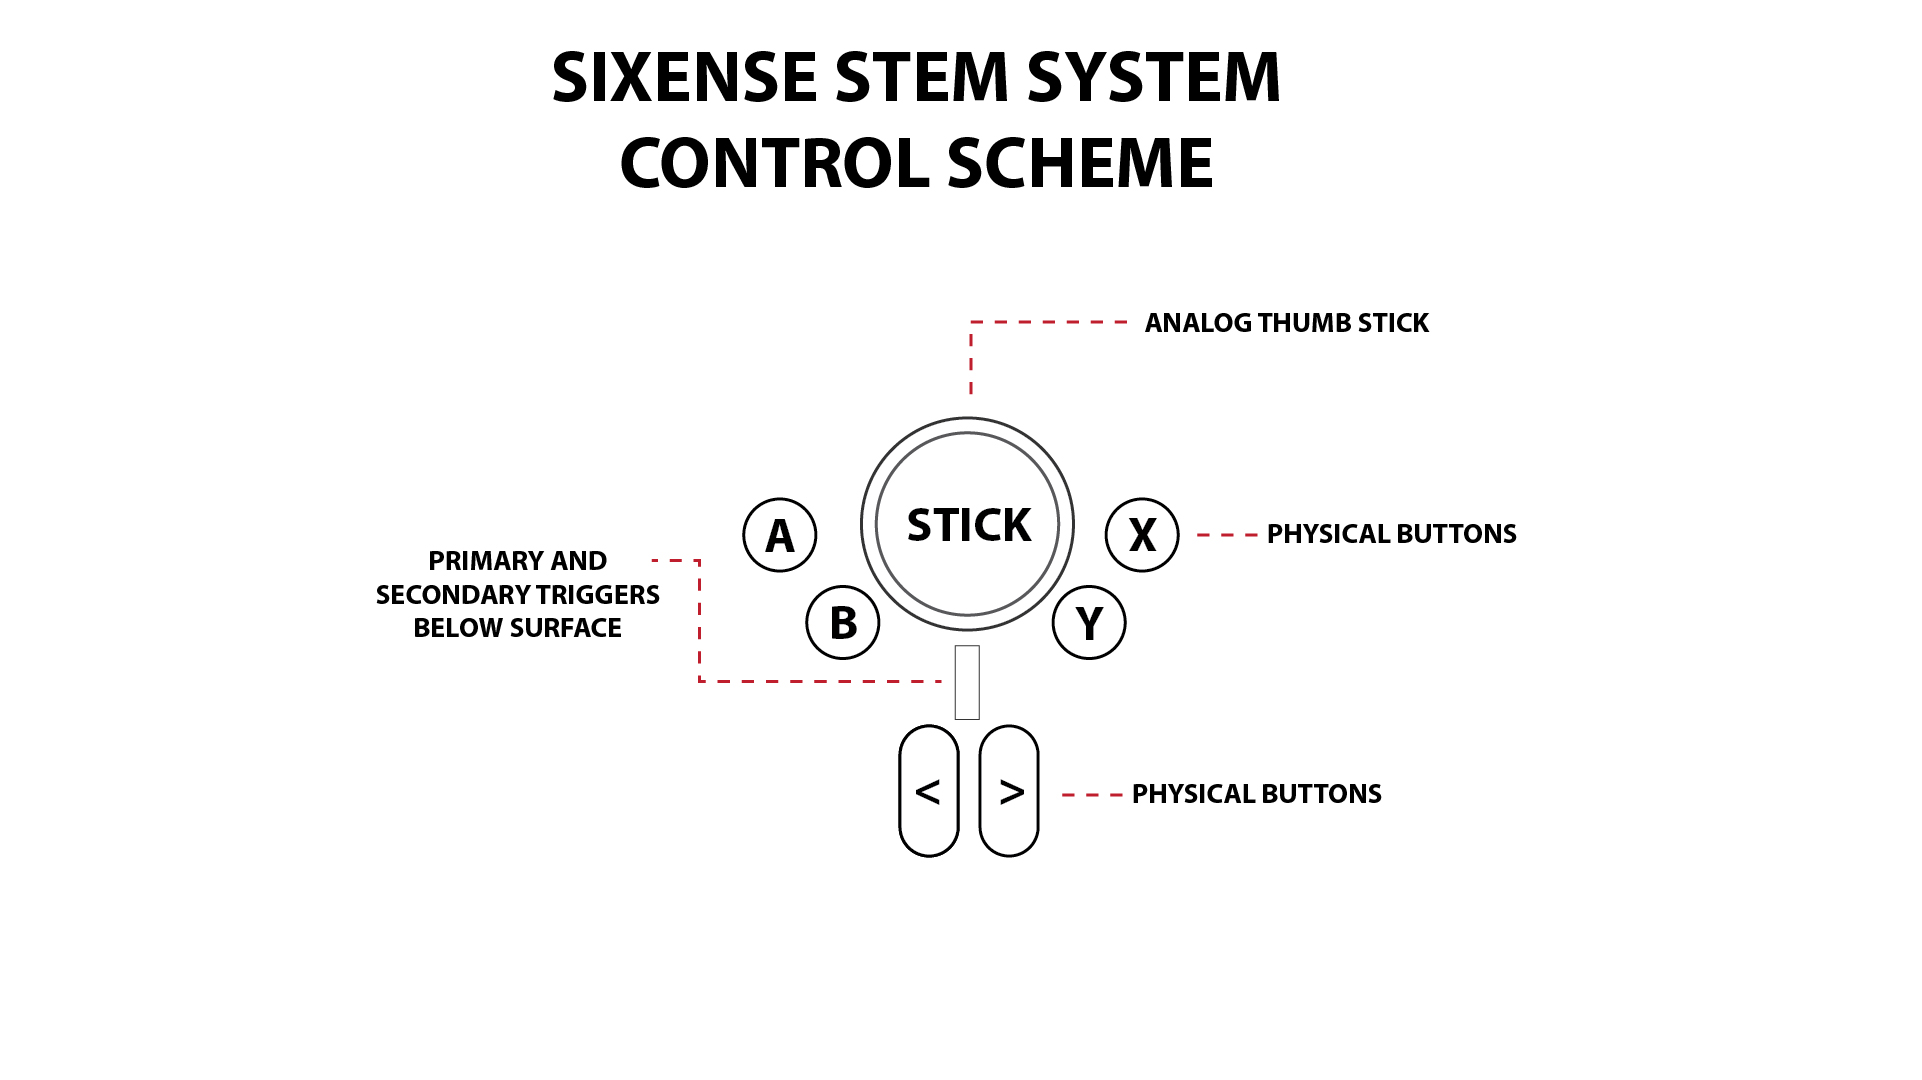 SIXENSE STEM SYSTEM
CONTROL SCHEME
ANALOG THUMB STICK
STICK
A
X
PHYSICAL BUTTONS
PRIMARY AND
SECONDARY TRIGGERS
BELOW SURFACE
B
Y
<
>
PHYSICAL BUTTONS